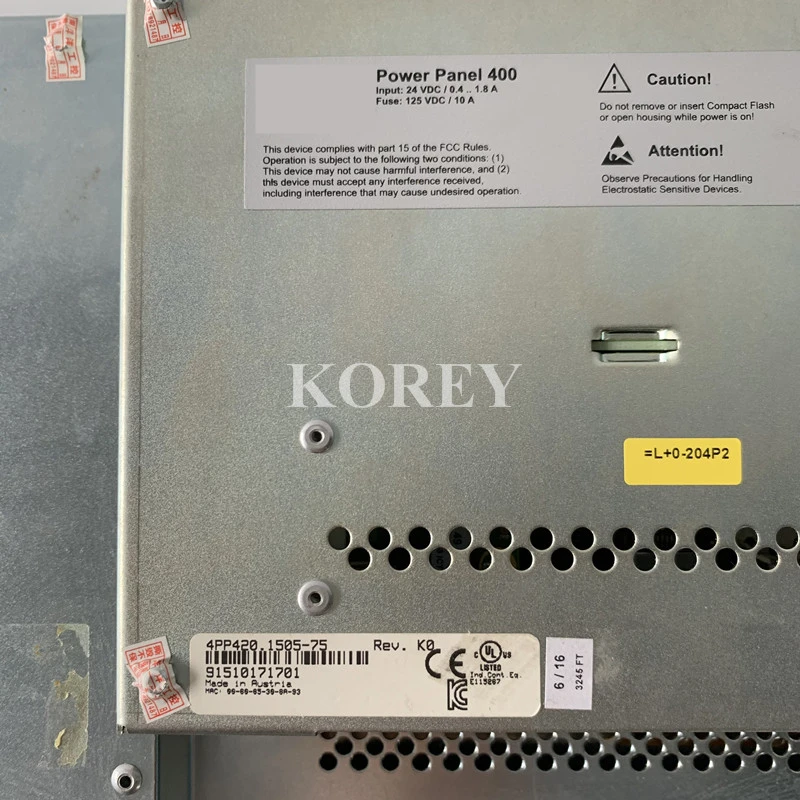 Power Panel 400
Input: 24 VDC / 0.4 .. 1.8 A
Fuse: 125 VDC / 10 A
This device complies with part 15 of the FCC Rules.
Operation is subject to the following two conditions: (1)
This device may not cause harmful interference, and (2)
this device must accept any interference received,
including interference that may cause undesired operation.
Caution!
Do not remove or insert Compact Flash
or open housing while power is on!
Attention!
Observe Precautions for Handling
Electrostatic Sensitive Devices.
KOREY
=L+0-204P2
4PP420.1505-75 Rev. K0
91510171701
Made in Austria
CE
C UL US
LISTED
Ind.Cont.Eq.
E115267
6 / 16
3245 FT